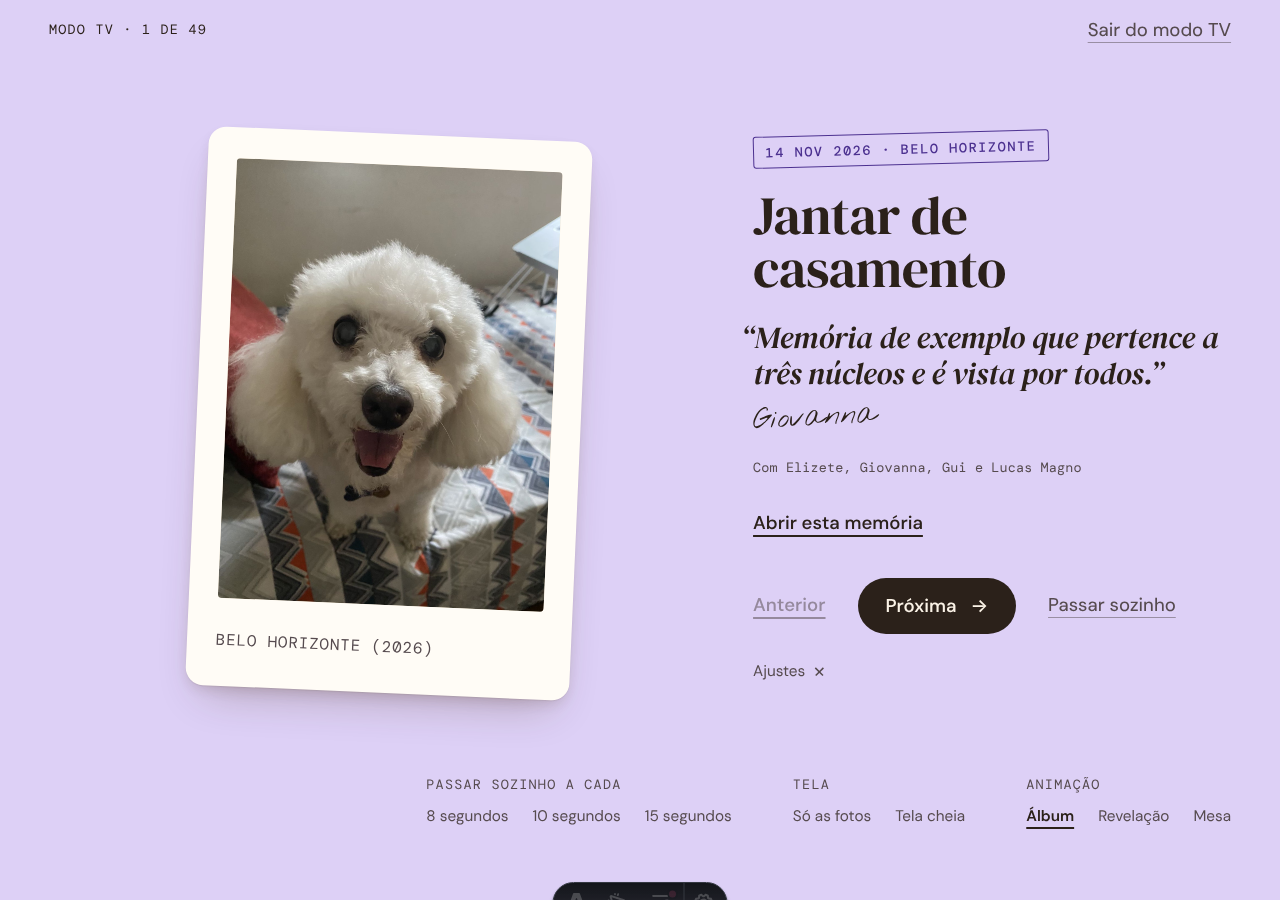 MODO TV · 1 DE 49
Sair do modo TV
14 NOV 2026 · BELO HORIZONTE
Jantar de
casamento
“Memória de exemplo que pertence a
três núcleos e é vista por todos.”
Giovanna
Com Elizete, Giovanna, Gui e Lucas Magno
Abrir esta memória
Anterior
Próxima →
Passar sozinho
Ajustes ✕
BELO HORIZONTE (2026)
PASSAR SOZINHO A CADA
8 segundos 10 segundos 15 segundos
TELA
Só as fotos Tela cheia
ANIMAÇÃO
Álbum Revelação Mesa